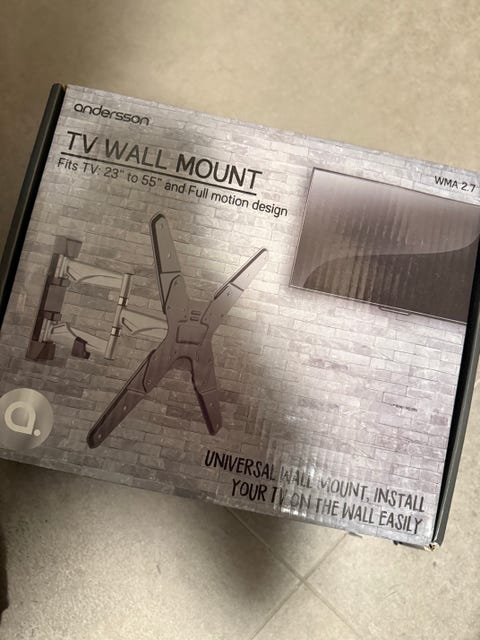 andersson
TV WALL MOUNT
Fits TV: 23" to 55" and Full motion design
WMA 2.7
a.
UNIVERSAL WALL MOUNT, INSTALL
YOUR TV ON THE WALL EASILY